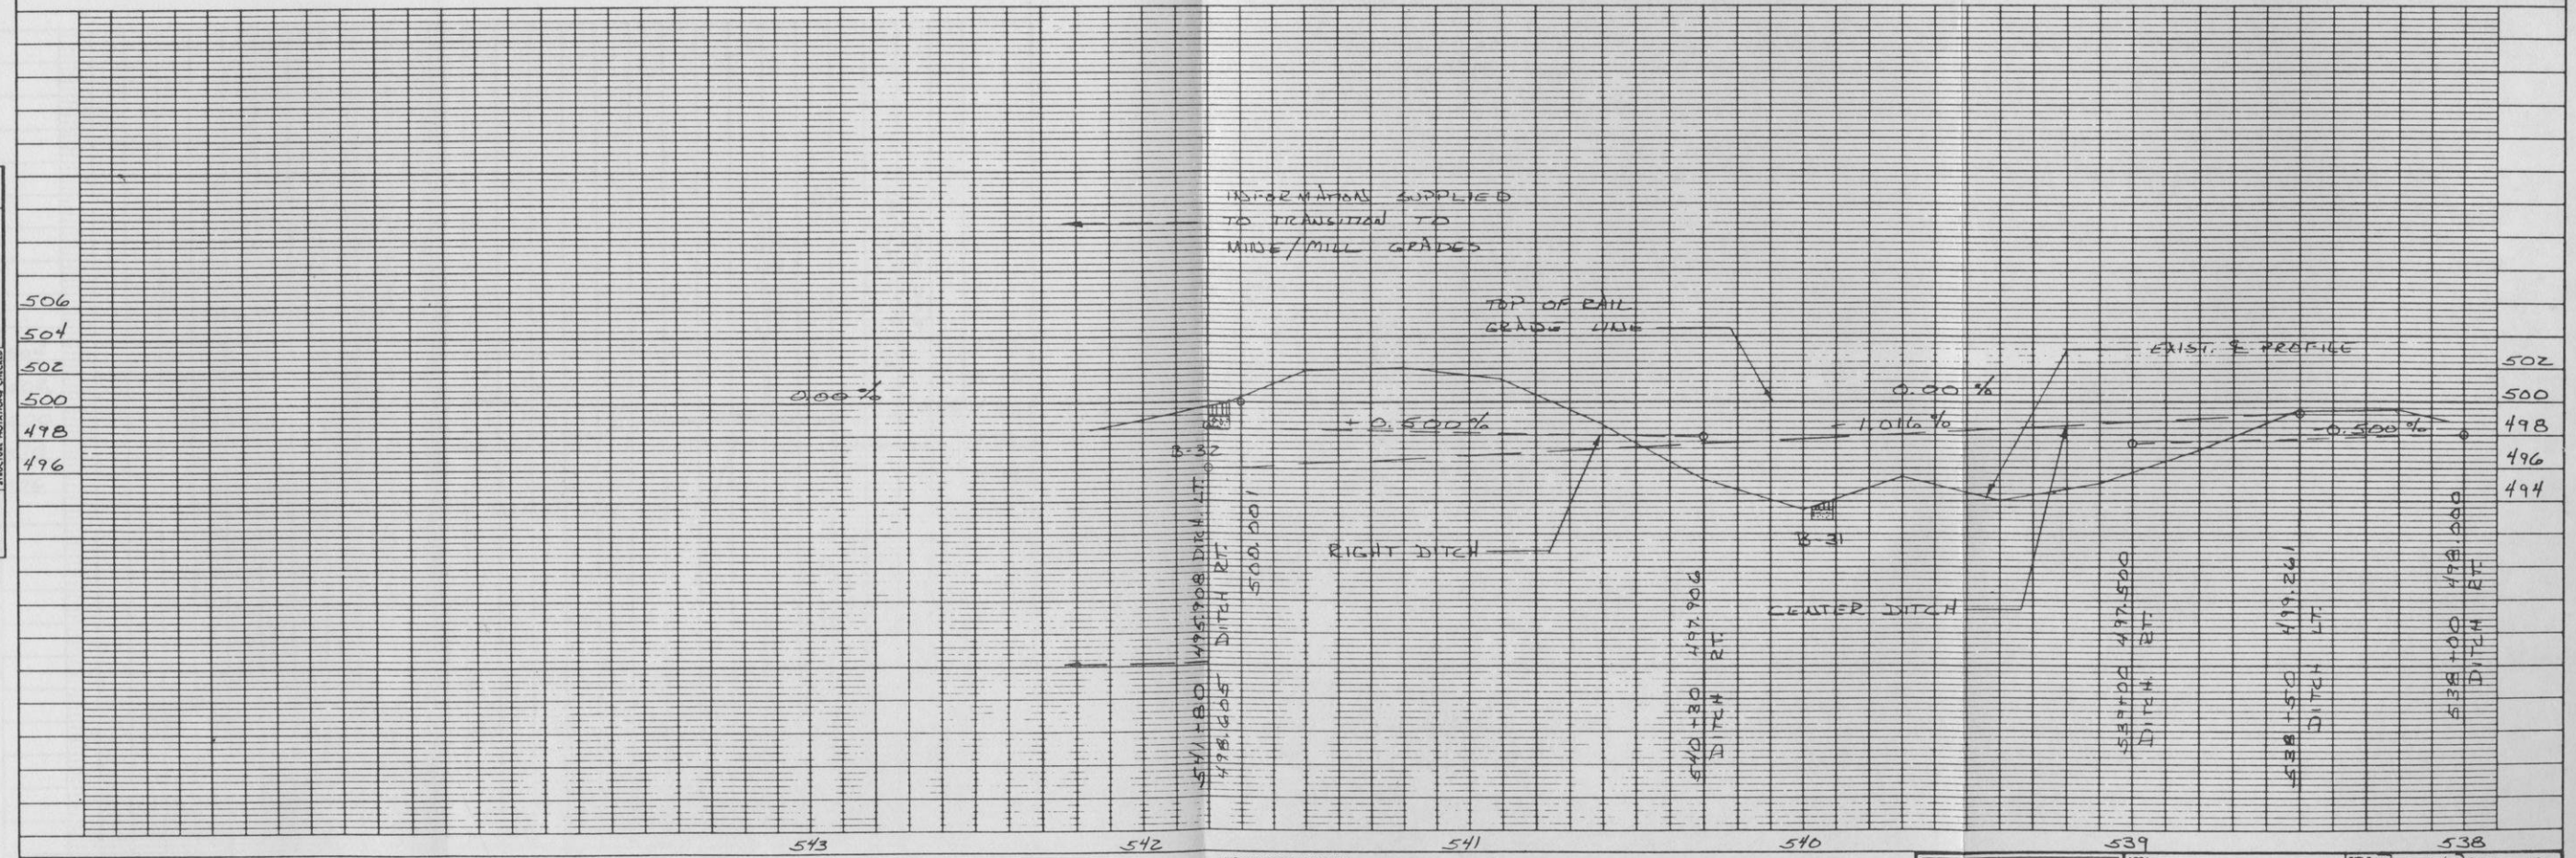 INFORMATION SUPPLIED
TO TRANSITION TO
MINE/MILL GRADES
TOP OF RAIL
GRADE LINE
EXIST. ℄ PROFILE
506
504
502
500
498
496
502
500
498
496
494
0.00 %
0.00 %
+ 0.500 %
- 1.016 %
-0.500 %
B-32
B-31
RIGHT DITCH
CENTER DITCH
541+80 495.908 DITCH LT.
498.605 DITCH RT.
500.001
540+30 497.906
DITCH RT.
539+00 497.500
DITCH RT.
538+50 499.261
DITCH LT.
538+00 498.000
DITCH RT.
543
542
541
540
539
538